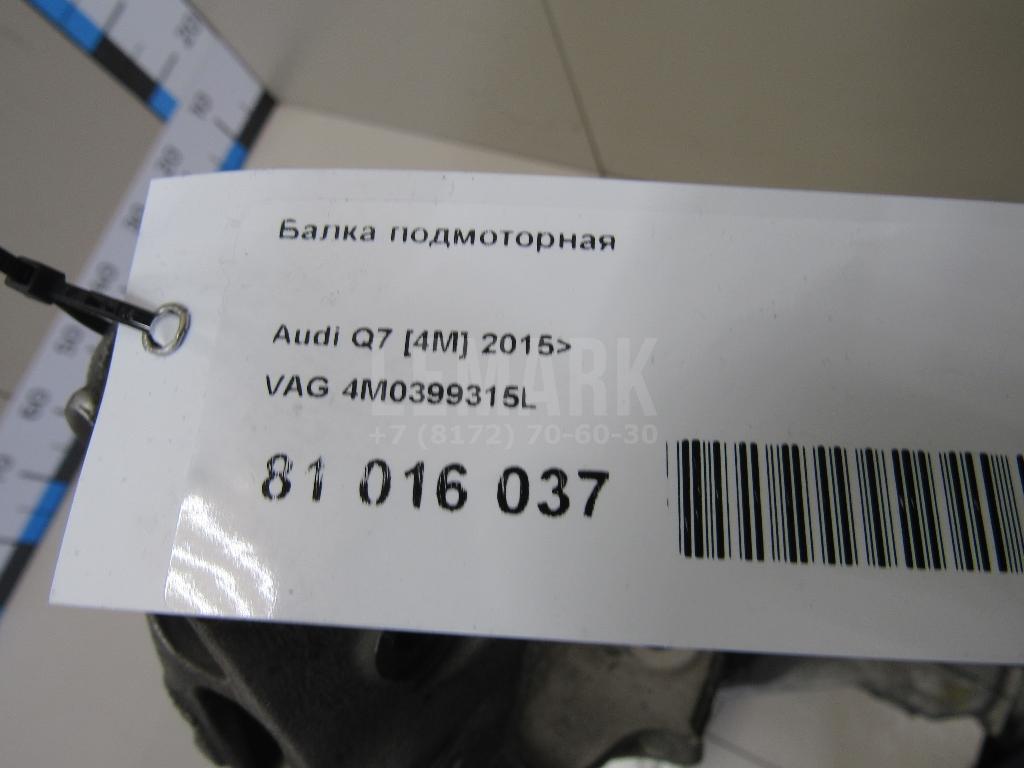 Балка подмоторная
Audi Q7 [4M] 2015>
VAG 4M0399315L
LEMARK
+7 (8172) 70-60-30
81 016 037